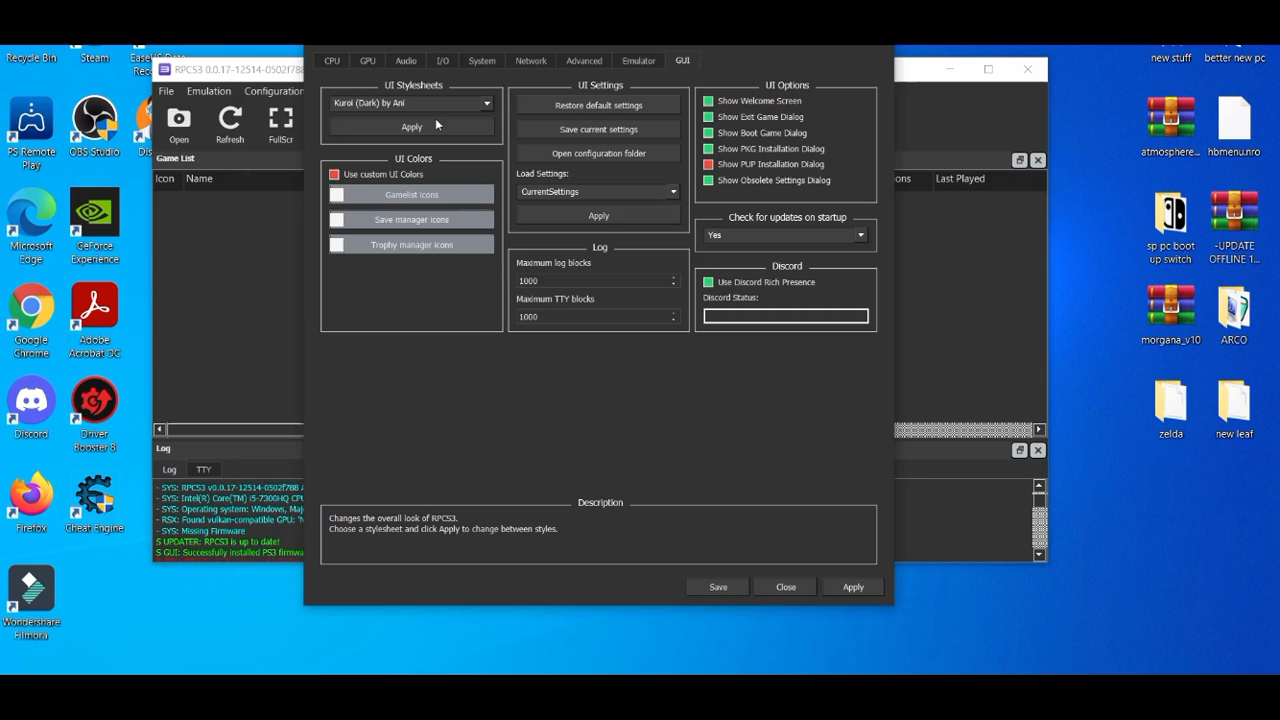 Recycle Bin
Steam
RPCS3 0.0.17-12514-0502f788
File
Emulation
Configuration
Open
Refresh
FullScr
Game List
Icon
Name
Last Played
Log
Log
TTY
- SYS: RPCS3 v0.0.17-12514-0502f788
- SYS: Intel(R) Core(TM) i5-7300HQ CPU
- SYS: Operating system: Windows,
- RSX: Found vulkan-compatible GPU:
- SYS: Missing Firmware
S UPDATER: RPCS3 is up to date!
S GUI: Successfully installed PS3
CPU
GPU
Audio
I/O
System
Network
Advanced
Emulator
GUI
UI Stylesheets
Kuroi (Dark) by Ani
Apply
UI Colors
Use custom UI Colors
Gamelist icons
Save manager icons
Trophy manager icons
UI Settings
Restore default settings
Save current settings
Open configuration folder
Load Settings:
CurrentSettings
Apply
Log
Maximum log blocks
1000
Maximum TTY blocks
1000
UI Options
Show Welcome Screen
Show Exit Game Dialog
Show Boot Game Dialog
Show PKG Installation Dialog
Show PUP Installation Dialog
Show Obsolete Settings Dialog
Check for updates on startup
Yes
Discord
Use Discord Rich Presence
Discord Status:
Description
Changes the overall look of RPCS3.
Choose a stylesheet and click Apply to change between styles.
Save
Close
Apply
PS Remote
Play
OBS Studio
Microsoft
Edge
GeForce
Experience
Google
Chrome
Adobe
Acrobat DC
Discord
Driver
Booster 8
Firefox
Cheat Engine
Wondershare
Filmora
new stuff
better new pc
atmosphere...
hbmenu.nro
sp pc boot
up switch
-UPDATE
OFFLINE 1...
morgana_v10
ARCO
zelda
new leaf